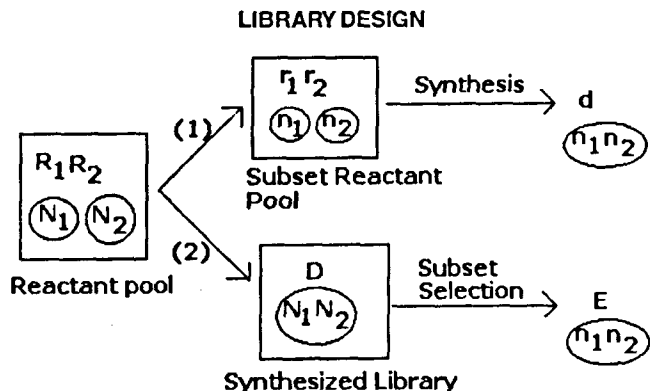 LIBRARY DESIGN
r1 r2
n1 n2
Subset Reactant
Pool
Synthesis
d
n1n2
(1)
R1R2
N1 N2
Reactant pool
(2)
D
N1N2
Synthesized Library
Subset
Selection
E
n1n2